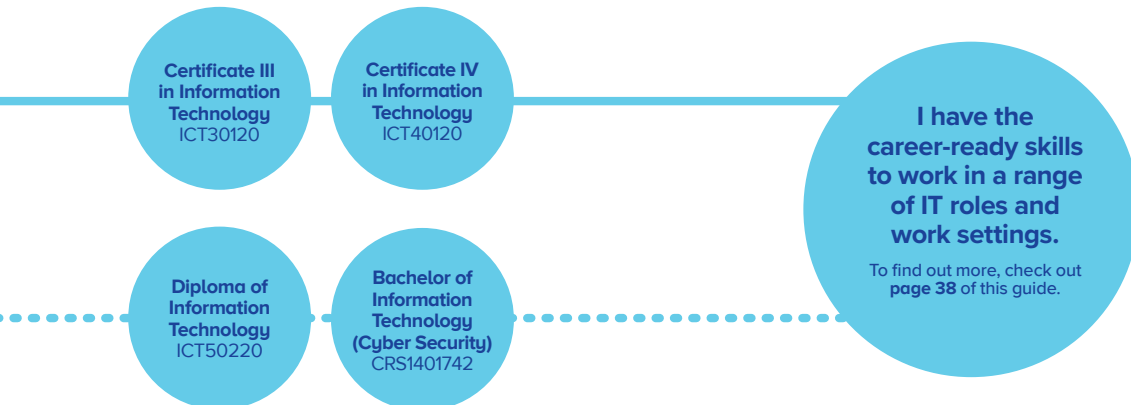 Certificate III
in Information
Technology
ICT30120
Certificate IV
in Information
Technology
ICT40120
I have the
career-ready skills
to work in a range
of IT roles and
work settings.
To find out more, check out
page 38 of this guide.
Diploma of
Information
Technology
ICT50220
Bachelor of
Information
Technology
(Cyber Security)
CRS1401742